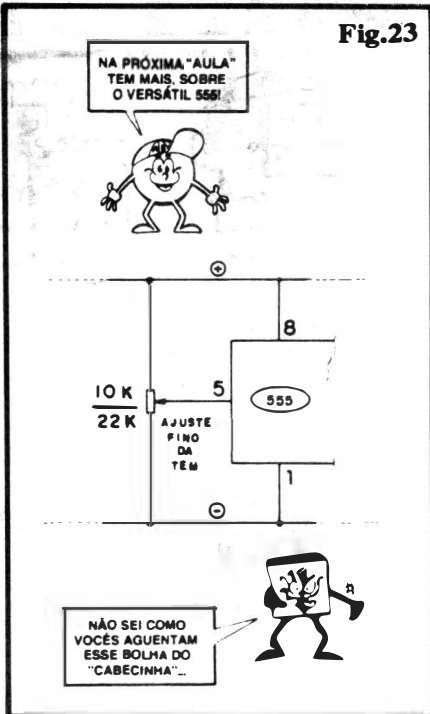 Fig.23
NA PRÓXIMA, "AULA"
TEM MAIS, SOBRE
O VERSÁTIL 555!
+
8
10 K
22 K
5
555
AJUSTE
FINO
DA
TEM
1
-
NÃO SEI COMO
VOCÊS AGUENTAM
ESSE BOLHA DO
"CABECINHA"...